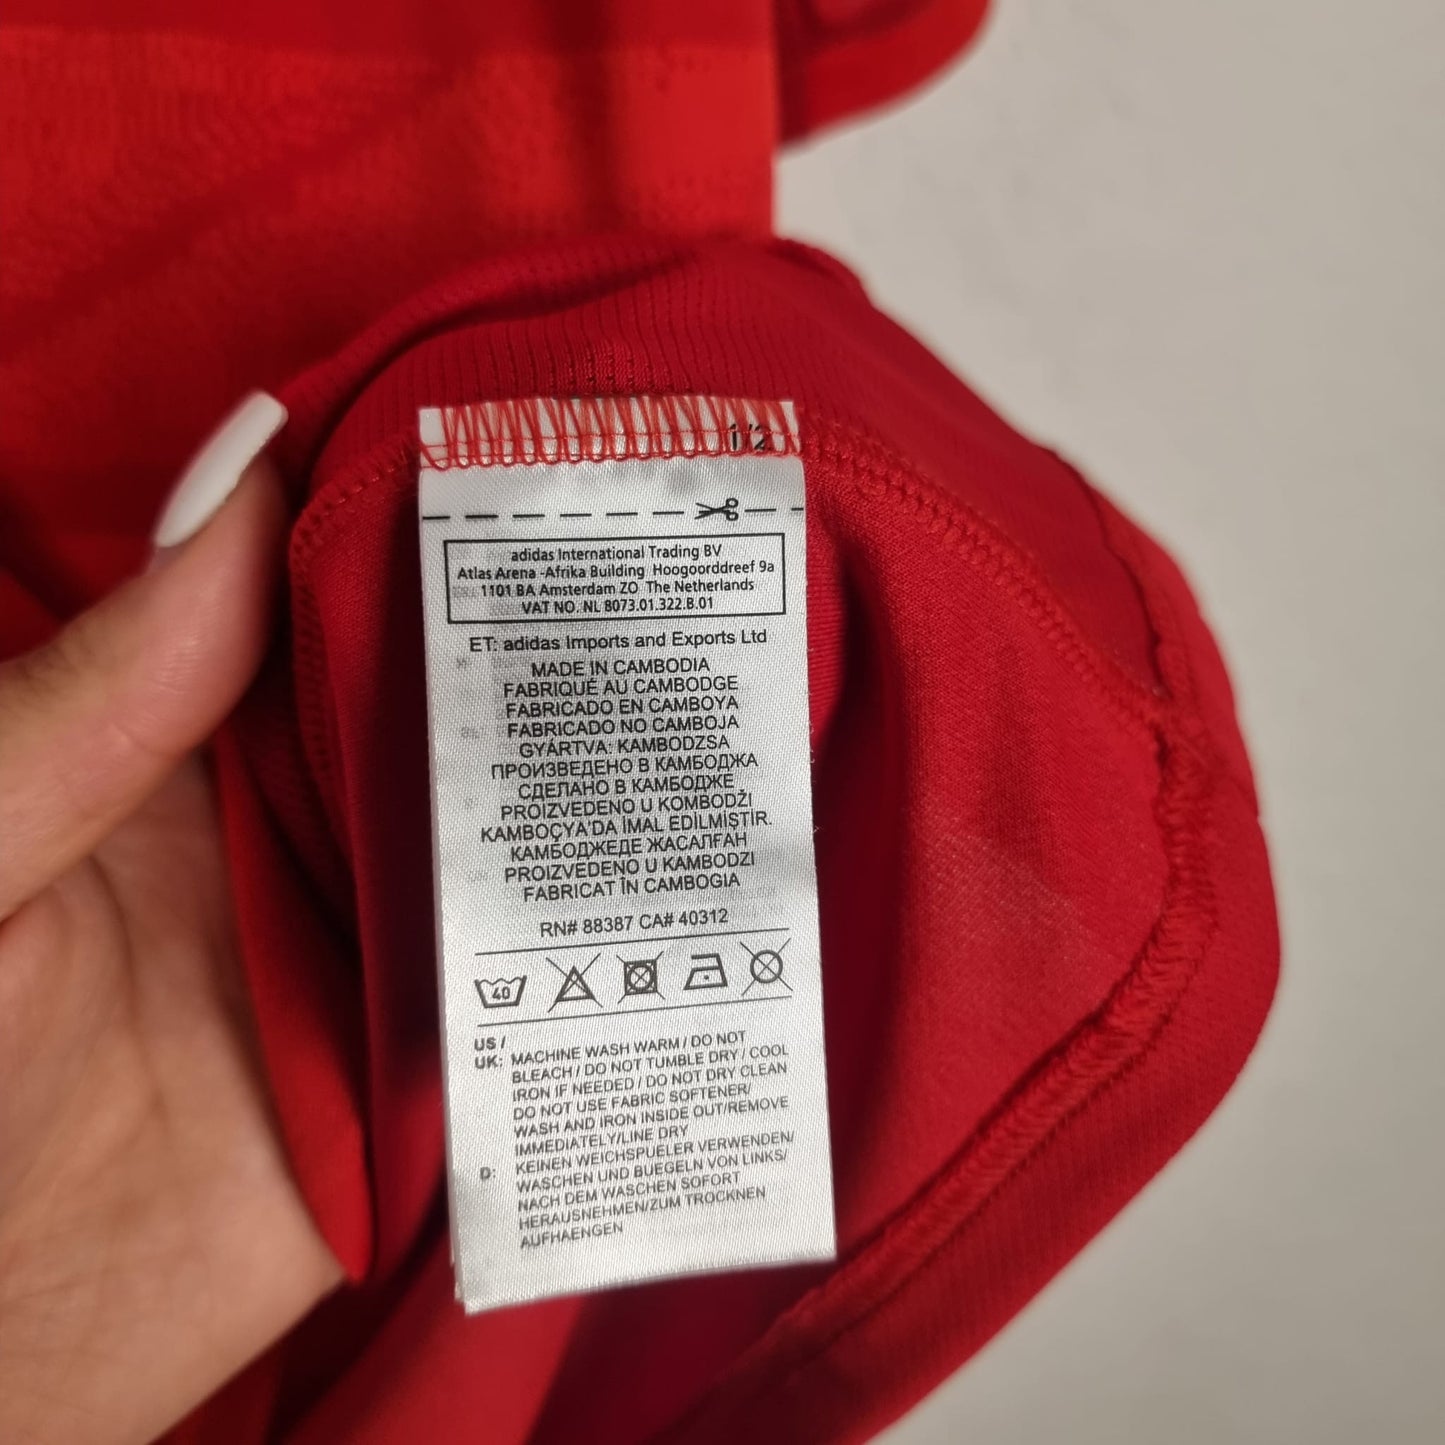 1/2
adidas International Trading BV
Atlas Arena -Afrika Building Hoogoorddreef 9a
1101 BA Amsterdam ZO The Netherlands
VAT NO. NL 8073.01.322.B.01
ET: adidas Imports and Exports Ltd
MADE IN CAMBODIA
FABRIQUÉ AU CAMBODGE
FABRICADO EN CAMBOYA
FABRICADO NO CAMBOJA
GYÁRTVA: KAMBODZSA
ПРОИЗВЕДЕНО В КАМБОДЖА
СДЕЛАНО В КАМБОДЖЕ
PROIZVEDENO U KOMBODŽI
KAMBOÇYA'DA İMAL EDİLMİSTİR.
КАМБОДЖЕДЕ ЖАСАЛҒАН
PROIZVEDENO U KAMBODZI
FABRICAT ÎN CAMBOGIA
RN# 88387 CA# 40312
40
US /
UK: MACHINE WASH WARM / DO NOT
BLEACH / DO NOT TUMBLE DRY / COOL
IRON IF NEEDED / DO NOT DRY CLEAN
DO NOT USE FABRIC SOFTENER/
WASH AND IRON INSIDE OUT/REMOVE
IMMEDIATELY/LINE DRY
D: KEINEN WEICHSPUELER VERWENDEN/
WASCHEN UND BUEGELN VON LINKS/
NACH DEM WASCHEN SOFORT
HERAUSNEHMEN/ZUM TROCKNEN
AUFHAENGEN